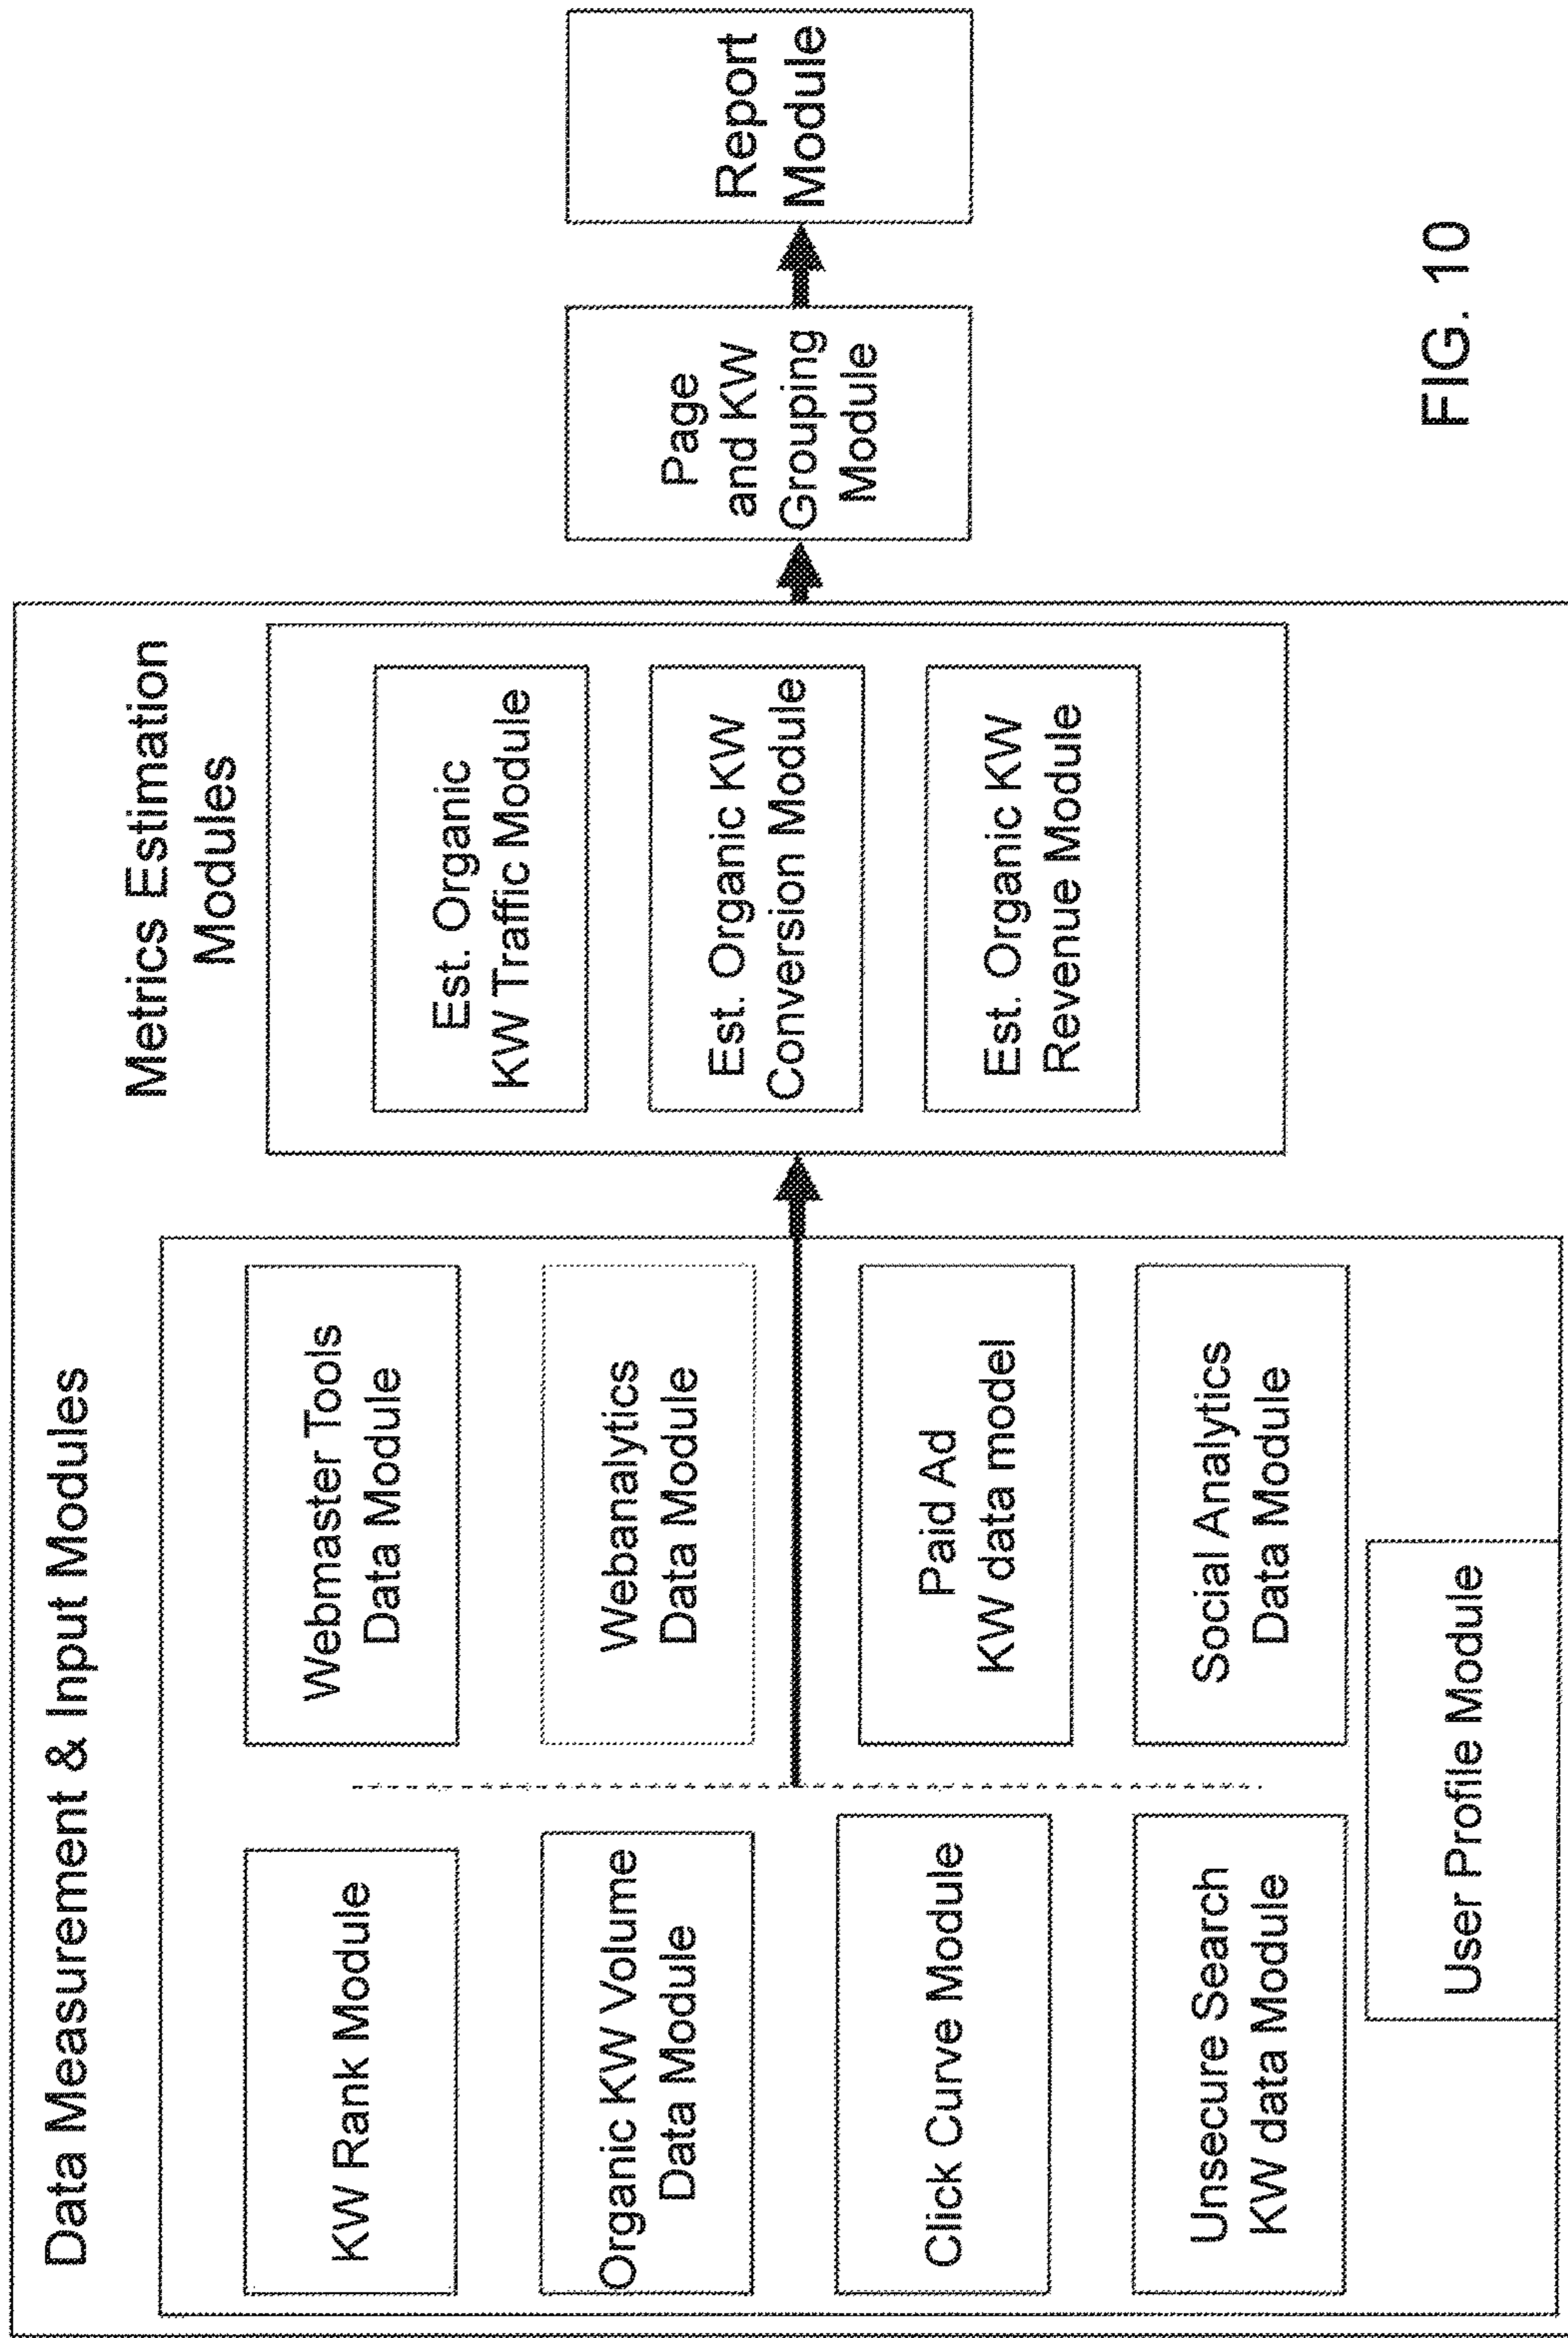 Data Measurement & Input Modules
KW Rank Module
Organic KW Volume
Data Module
Click Curve Module
Unsecure Search
KW data Module
Webmaster Tools
Data Module
Webanalytics
Data Module
Paid Ad
KW data model
Social Analytics
Data Module
User Profile Module
Metrics Estimation
Modules
Est. Organic
KW Traffic Module
Est. Organic KW
Conversion Module
Est. Organic KW
Revenue Module
Page
and KW
Grouping
Module
Report
Module
FIG. 10